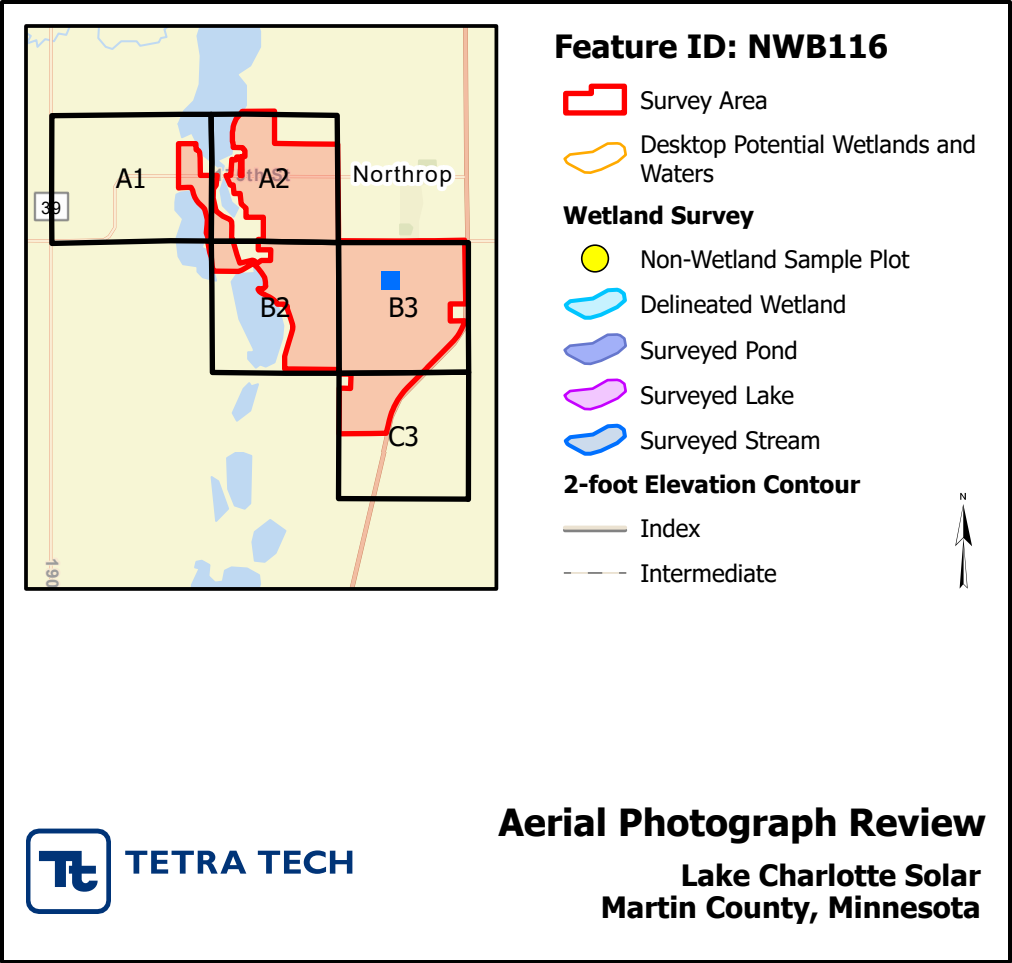 Feature ID: NWB116
Survey Area
Desktop Potential Wetlands and
Waters
Wetland Survey
Non-Wetland Sample Plot
Delineated Wetland
Surveyed Pond
Surveyed Lake
Surveyed Stream
2-foot Elevation Contour
Index
Intermediate
N
A1
A2
Northrop
39
B2
B3
C3
190
Aerial Photograph Review
Tt
TETRA TECH
Lake Charlotte Solar
Martin County, Minnesota